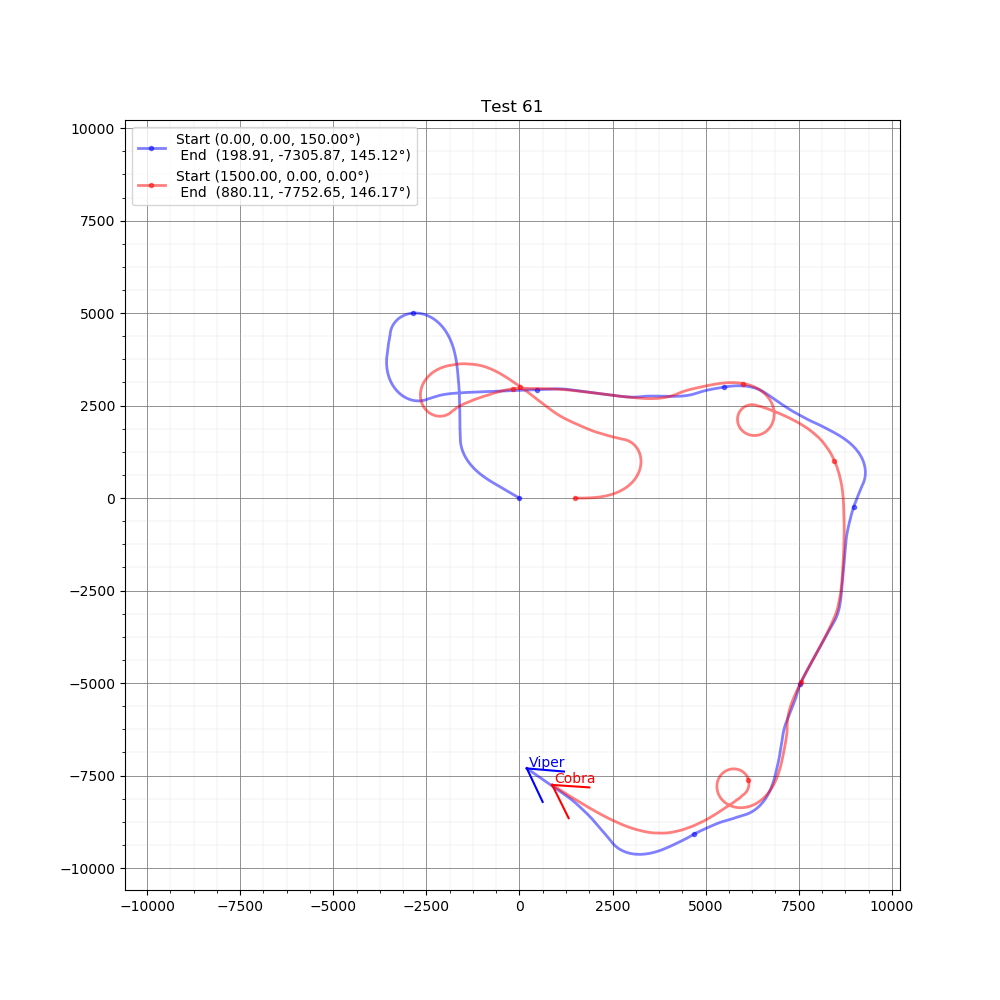 Test 61
Start (0.00, 0.00, 150.00°)
End (198.91, -7305.87, 145.12°)
Start (1500.00, 0.00, 0.00°)
End (880.11, -7752.65, 146.17°)
10000
7500
5000
2500
0
−2500
−5000
−7500
−10000
Viper
Cobra
−10000 −7500 −5000 −2500 0 2500 5000 7500 10000